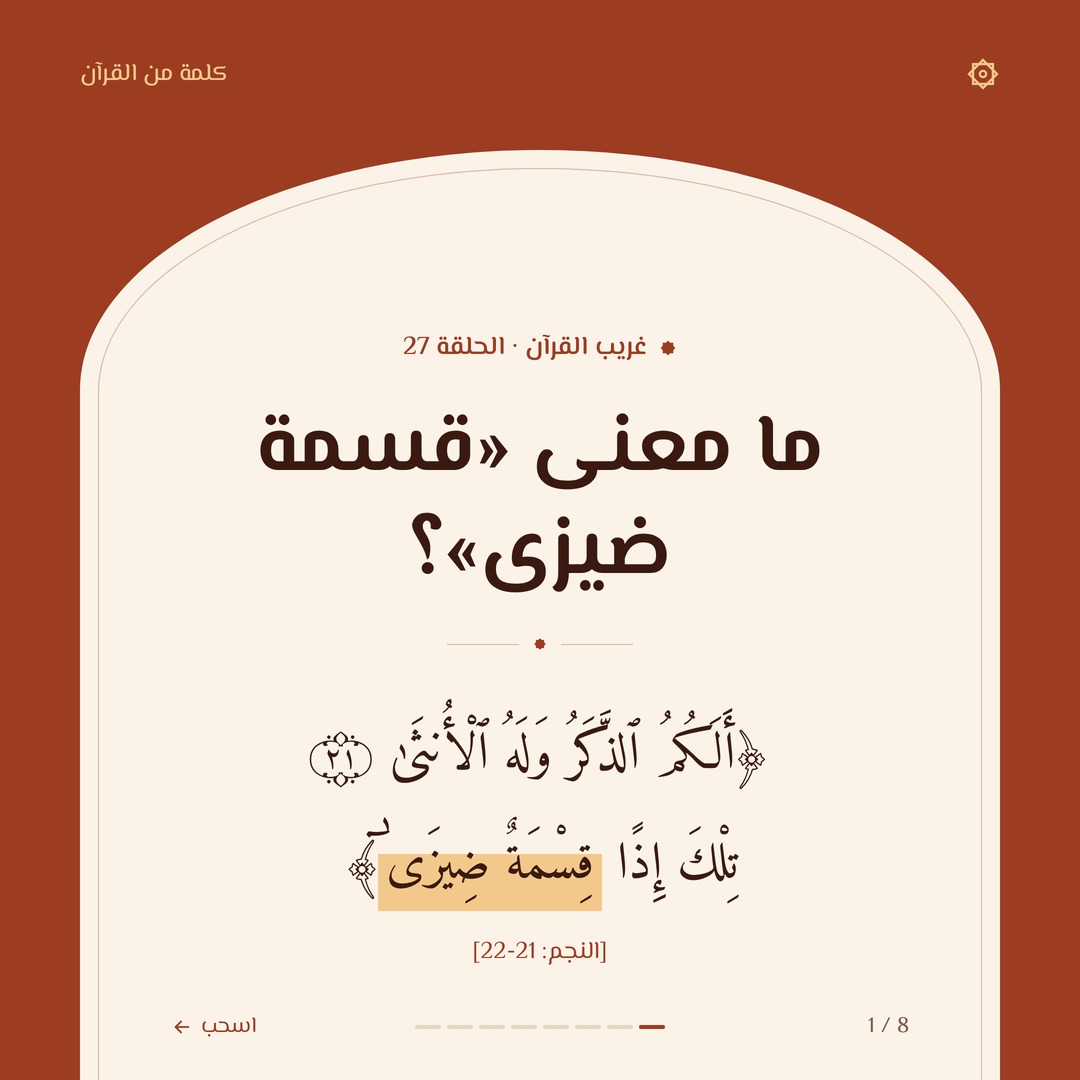 كلمة من القرآن
غريب القرآن · الحلقة 27
ما معنى «قسمة
ضيزى»؟
﴿أَلَكُمُ ٱلذَّكَرُ وَلَهُ ٱلْأُنثَىٰ ٢١
تِلْكَ إِذًا قِسْمَةٌ ضِيزَىٰٓ﴾
[النجم: 21-22]
1 / 8
اسحب ←